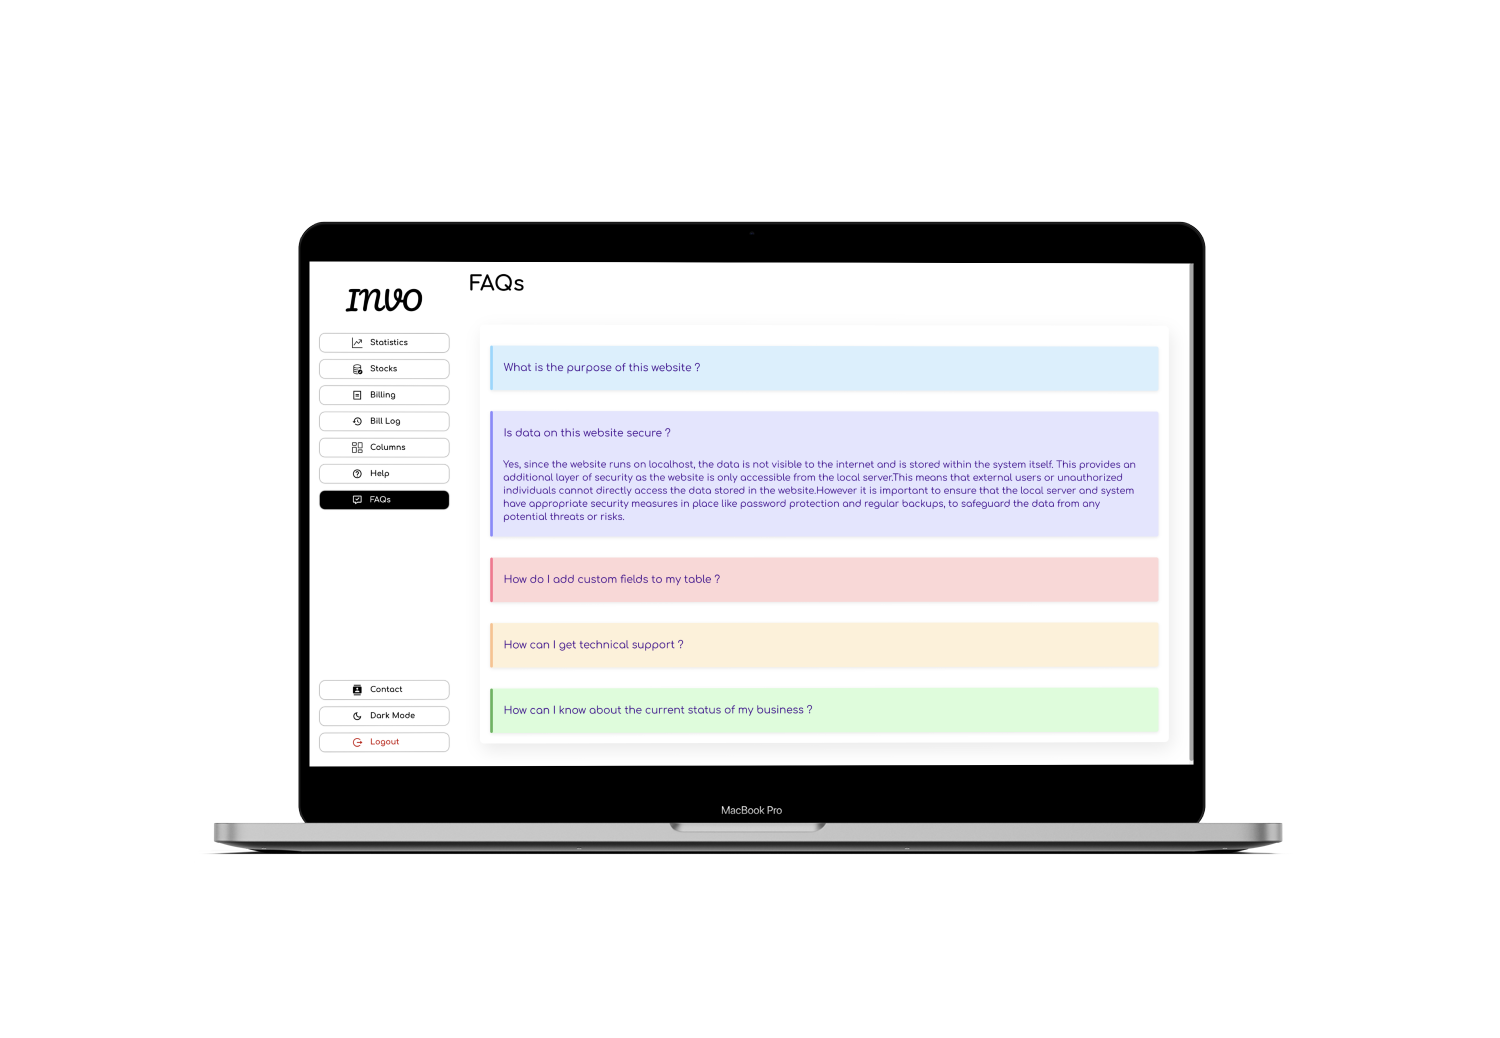 INVO
Statistics
Stocks
Billing
Bill Log
Columns
Help
FAQs
Contact
Dark Mode
Logout
FAQs
What is the purpose of this website ?
Is data on this website secure ?
Yes, since the website runs on localhost, the data is not visible to the internet and is stored within the system itself. This provides an
additional layer of security as the website is only accessible from the local server.This means that external users or unauthorized
individuals cannot directly access the data stored in the website.However it is important to ensure that the local server and system
have appropriate security measures in place like password protection and regular backups, to safeguard the data from any
potential threats or risks.
How do I add custom fields to my table ?
How can I get technical support ?
How can I know about the current status of my business ?
MacBook Pro